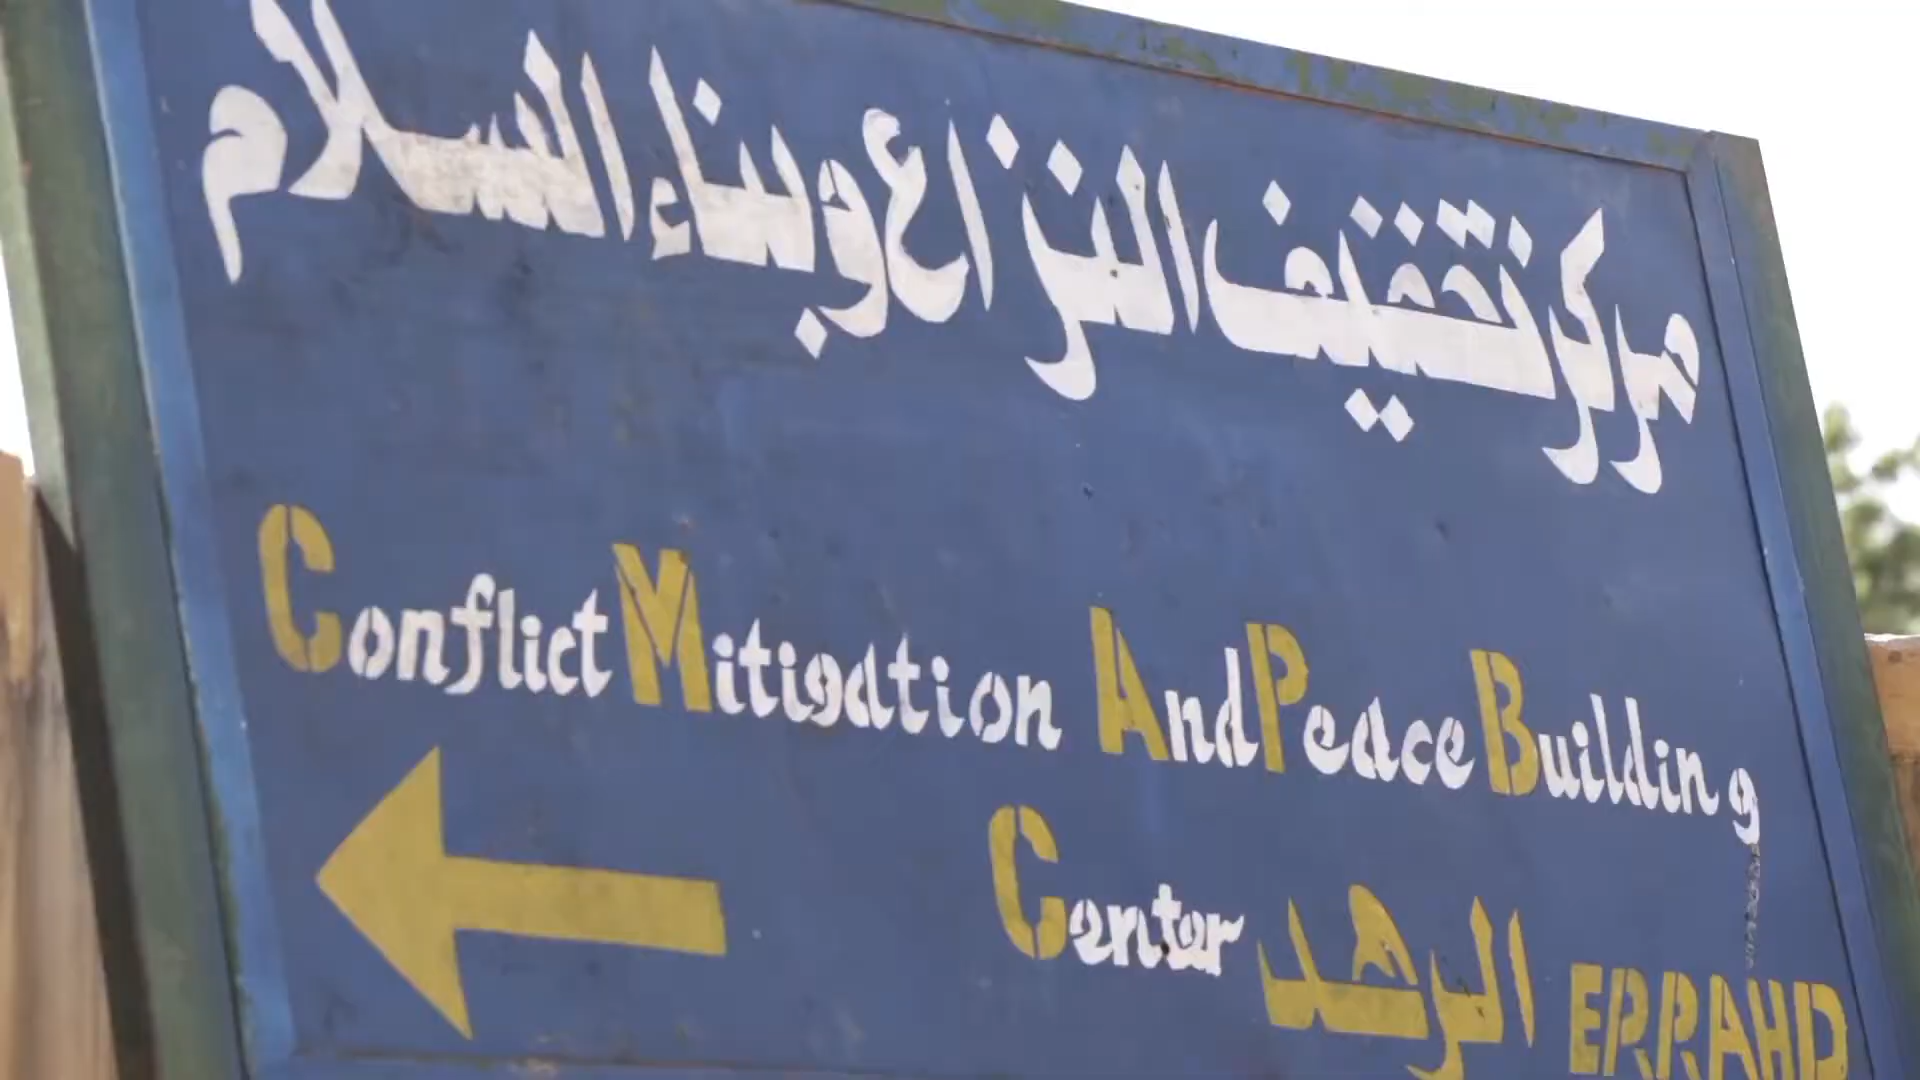 مركز تخفيف النزاع وبناء السلام
Conflict Mitigation And Peace Building
Center الرهد ERRAHD